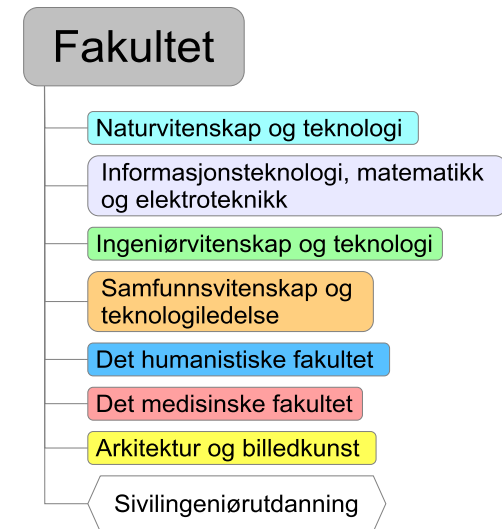 Fakultet
Naturvitenskap og teknologi
Informasjonsteknologi, matematikk
og elektroteknikk
Ingeniørvitenskap og teknologi
Samfunnsvitenskap og
teknologiledelse
Det humanistiske fakultet
Det medisinske fakultet
Arkitektur og billedkunst
Sivilingeniørutdanning